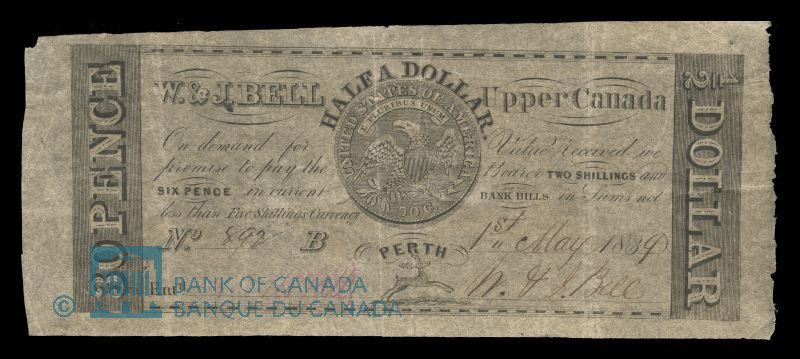 30 PENCE
HALF A DOLLAR.
W. & J. BELL Upper Canada
UNITED STATES OF AMERICA
E PLURIBUS UNUM
50 C.
On demand for Value received we
promise to pay the Bearer TWO SHILLINGS and
SIX PENCE in current BANK BILLS in Sums not
less than Five Shillings Currency
No 892 B PERTH 1st May 1839
Entd. W. & J. Bell
1/2 DOLLAR
© BANK OF CANADA
BANQUE DU CANADA